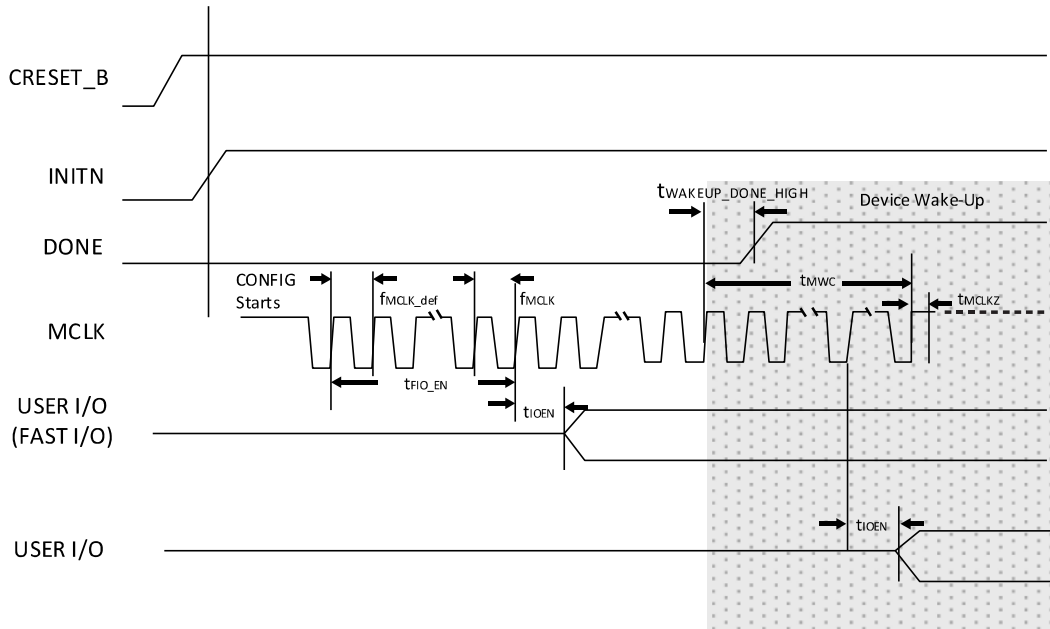 CRESET_B
INITN
tWAKEUP_DONE_HIGH
Device Wake-Up
DONE
CONFIG
Starts
fMCLK_def
fMCLK
tMWC
tMCLKZ
MCLK
tFIO_EN
USER I/O
(FAST I/O)
tIOEN
tIOEN
USER I/O